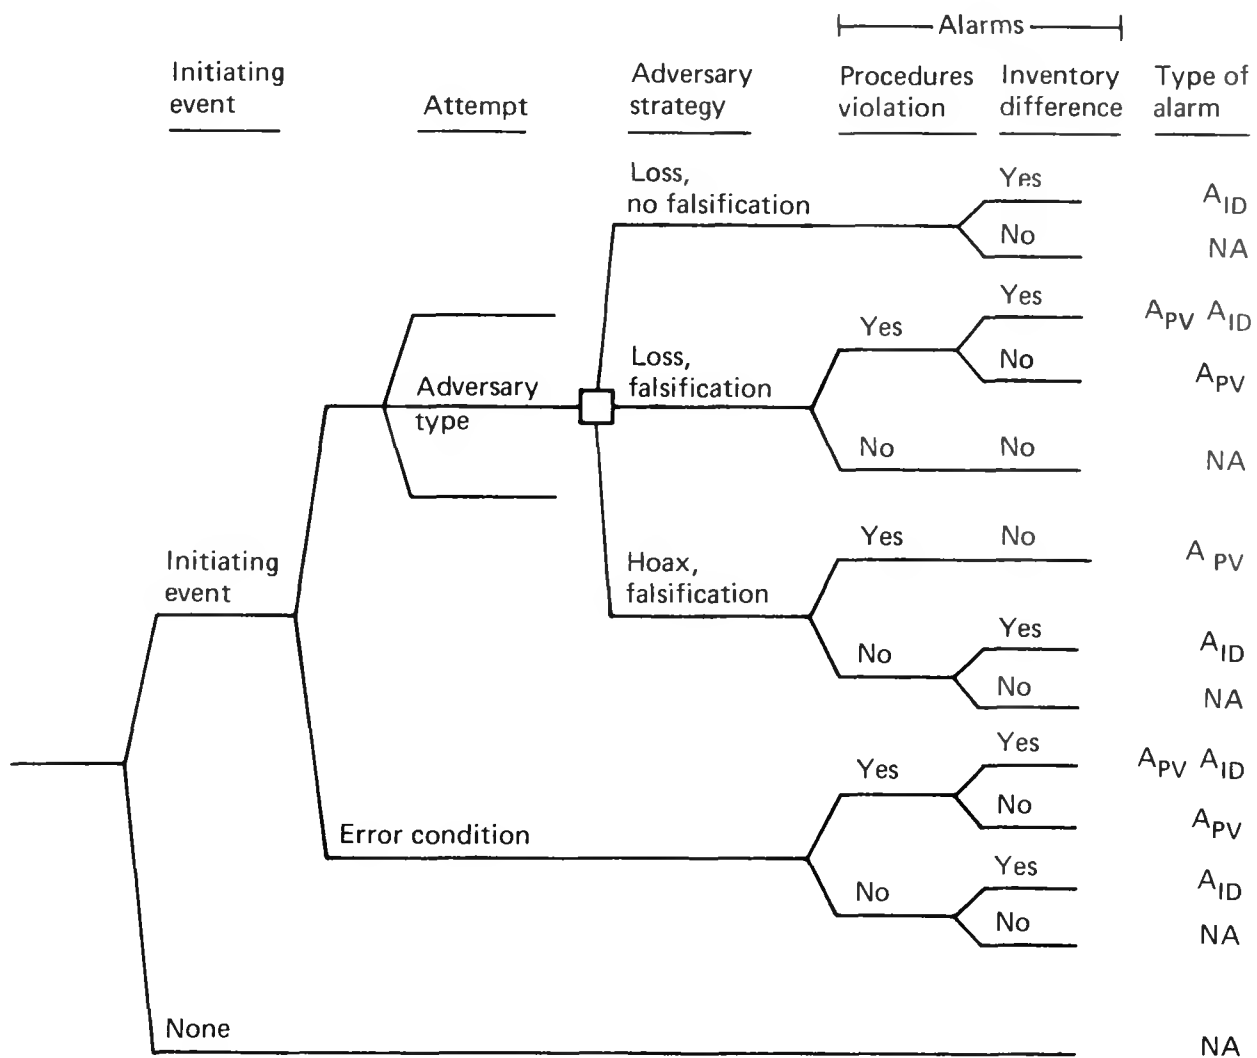 Alarms
Initiating
event
Attempt
Adversary
strategy
Procedures
violation
Inventory
difference
Type of
alarm
Loss,
no falsification
Yes
A_ID
No
NA
Yes
Yes
A_PV A_ID
Loss,
falsification
No
A_PV
Adversary
type
No
No
NA
Initiating
event
Hoax,
falsification
Yes
No
A_PV
No
Yes
A_ID
No
NA
Yes
Yes
A_PV A_ID
No
A_PV
Error condition
No
Yes
A_ID
No
NA
None
NA